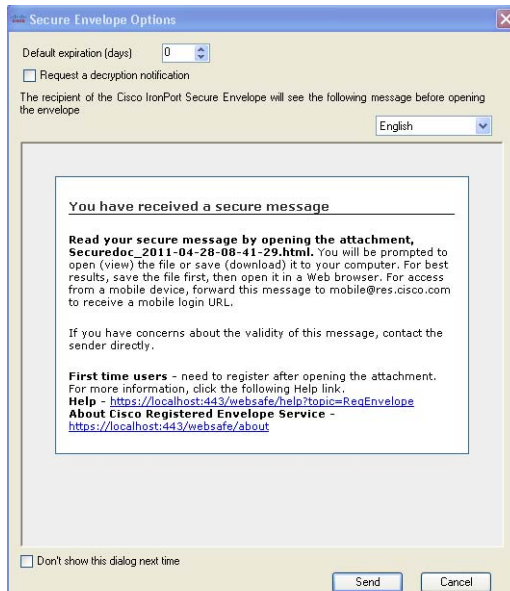 Secure Envelope Options
Default expiration (days) 0
Request a decryption notification
The recipient of the Cisco IronPort Secure Envelope will see the following message before opening
the envelope
English
You have received a secure message
Read your secure message by opening the attachment,
Securedoc_2011-04-28-08-41-29.html. You will be prompted to
open (view) the file or save (download) it to your computer. For best
results, save the file first, then open it in a Web browser. For access
from a mobile device, forward this message to mobile@res.cisco.com
to receive a mobile login URL.
If you have concerns about the validity of this message, contact the
sender directly.
First time users - need to register after opening the attachment.
For more information, click the following Help link.
Help - https://localhost:443/websafe/help?topic=RegEnvelope
About Cisco Registered Envelope Service -
https://localhost:443/websafe/about
Don't show this dialog next time
Send Cancel